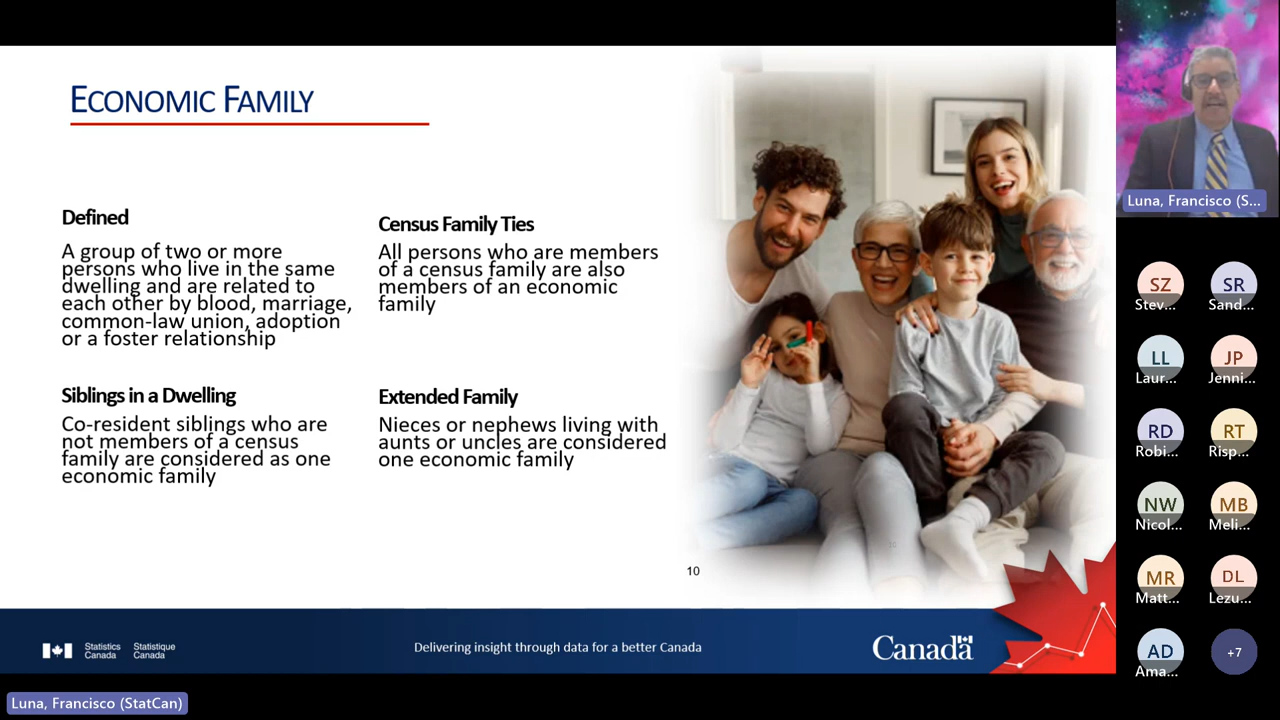 ECONOMIC FAMILY
Defined
A group of two or more
persons who live in the same
dwelling and are related to
each other by blood, marriage,
common-law union, adoption
or a foster relationship
Census Family Ties
All persons who are members
of a census family are also
members of an economic
family
Siblings in a Dwelling
Co-resident siblings who are
not members of a census
family are considered as one
economic family
Extended Family
Nieces or nephews living with
aunts or uncles are considered
one economic family
10
10
Statistics
Canada
Statistique
Canada
Delivering insight through data for a better Canada
Canada
Luna, Francisco (StatCan)
Luna, Francisco (S...
SZ
Stev...
SR
Sand...
LL
Laur...
JP
Jenni...
RD
Robi...
RT
Risp...
NW
Nicol...
MB
Meli...
MR
Matt...
DL
Lezu...
AD
Ama...
+7